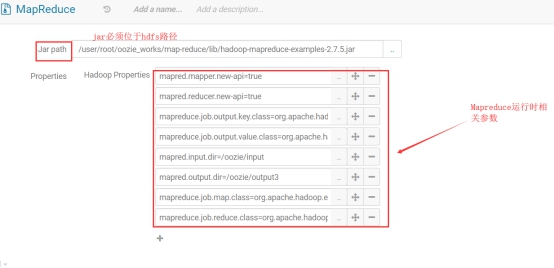 MapReduce Add a name... Add a description...
jar必须位于hdfs路径
Jar path /user/root/oozie_works/map-reduce/lib/hadoop-mapreduce-examples-2.7.5.jar ..
Properties Hadoop Properties mapred.mapper.new-api=true ..
mapred.reducer.new-api=true ..
mapreduce.job.output.key.class=org.apache.had ..
mapreduce.job.output.value.class=org.apache.h ..
mapred.input.dir=/oozie/input ..
mapred.output.dir=/oozie/output3 ..
mapreduce.job.map.class=org.apache.hadoop.e ..
mapreduce.job.reduce.class=org.apache.hadoop ..
Mapreduce运行时相
关参数